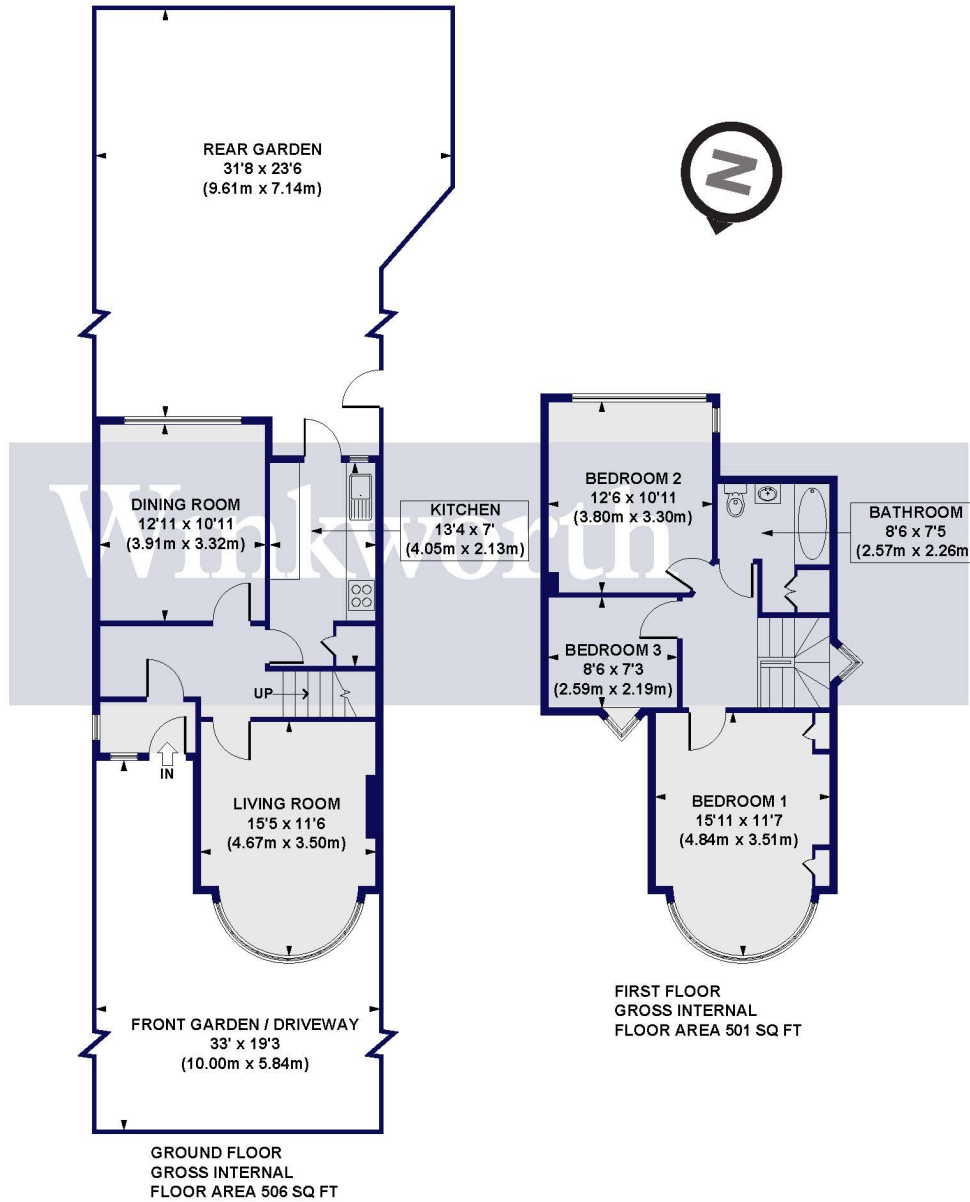 REAR GARDEN
31'8 x 23'6
(9.61m x 7.14m)
N
Winkworth
DINING ROOM
12'11 x 10'11
(3.91m x 3.32m)
KITCHEN
13'4 x 7'
(4.05m x 2.13m)
UP
IN
LIVING ROOM
15'5 x 11'6
(4.67m x 3.50m)
FRONT GARDEN / DRIVEWAY
33' x 19'3
(10.00m x 5.84m)
GROUND FLOOR
GROSS INTERNAL
FLOOR AREA 506 SQ FT
BEDROOM 2
12'6 x 10'11
(3.80m x 3.30m)
BATHROOM
8'6 x 7'5
(2.57m x 2.26m
BEDROOM 3
8'6 x 7'3
(2.59m x 2.19m)
BEDROOM 1
15'11 x 11'7
(4.84m x 3.51m)
FIRST FLOOR
GROSS INTERNAL
FLOOR AREA 501 SQ FT